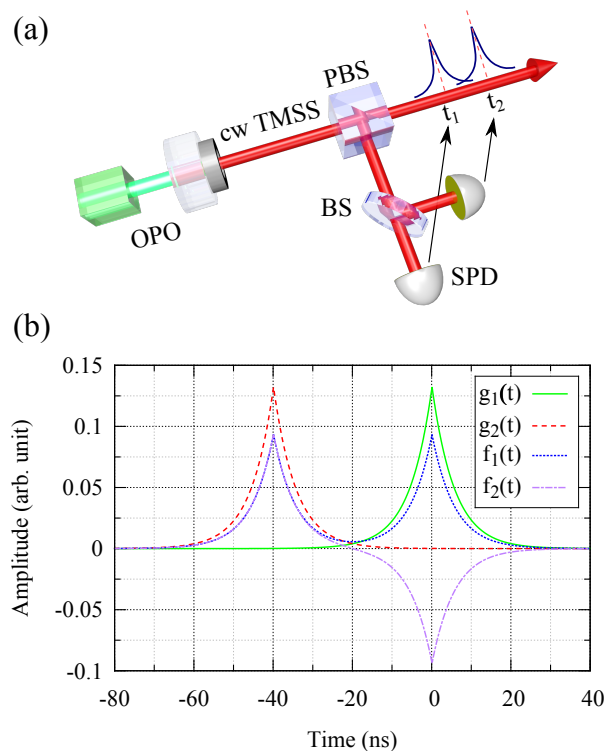 (a)
PBS
cw TMSS
t₁
t₂
BS
OPO
SPD
(b)
0.15
0.1
0.05
0
-0.05
-0.1
Amplitude (arb. unit)
g₁(t)
g₂(t)
f₁(t)
f₂(t)
-80
-60
-40
-20
0
20
40
Time (ns)